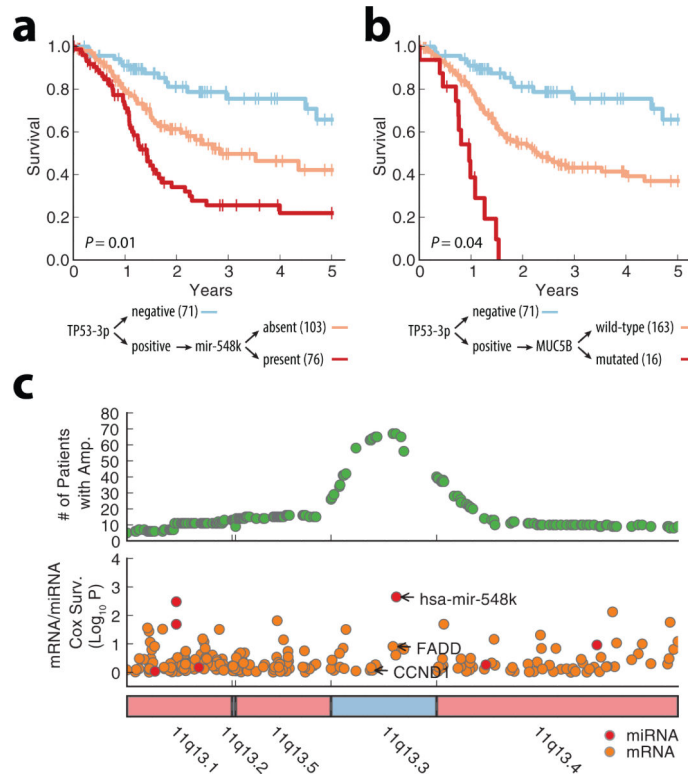 a
b
1.0
0.8
0.6
0.4
0.2
0.0
Survival
P = 0.01
0 1 2 3 4 5
Years
1.0
0.8
0.6
0.4
0.2
0.0
Survival
P = 0.04
0 1 2 3 4 5
Years
TP53-3p
negative (71)
positive
mir-548k
absent (103)
present (76)
TP53-3p
negative (71)
positive
MUC5B
wild-type (163)
mutated (16)
c
# of Patients
with Amp.
80
70
60
50
40
30
20
10
0
mRNA/miRNA
Cox Surv.
(Log10 P)
4
3
2
1
0
hsa-mir-548k
FADD
CCND1
11q13.1
11q13.2
11q13.5
11q13.3
11q13.4
miRNA
mRNA